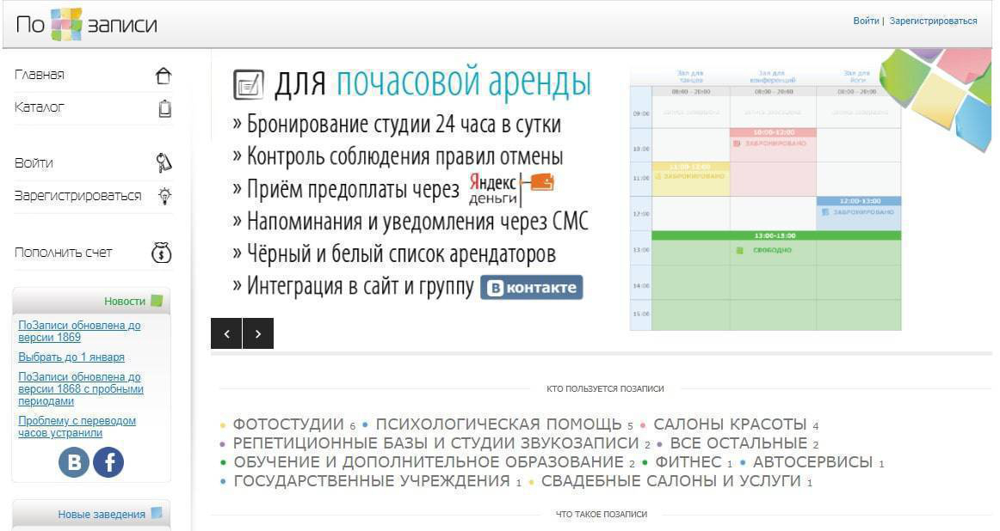 По записи
Войти | Зарегистрироваться
Главная
Каталог
Войти
Зарегистрироваться
Пополнить счет
Новости
ПоЗаписи обновлена до
версии 1869
Выбрать до 1 января
ПоЗаписи обновлена до
версии 1868 с пробными
периодами
Проблему с переводом
часов устранили
В f
Новые заведения
для почасовой аренды
» Бронирование студии 24 часа в сутки
» Контроль соблюдения правил отмены
» Приём предоплаты через Яндекс деньги
» Напоминания и уведомления через СМС
» Чёрный и белый список арендаторов
» Интеграция в сайт и группу В контакте
Зал для танцев Зал для конференций Зал для йоги
08:00 - 20:00 08:00 - 20:00 08:00 - 20:00
09:00
10:00-12:00
10:00 ЗАБРОНИРОВАНО
11:00-12:00
11:00 ЗАБРОНИРОВАНО
12:00-13:00
12:00 ЗАБРОНИРОВАНО
13:00-15:00
13:00 СВОБОДНО
14:00
15:00
КТО ПОЛЬЗУЕТСЯ ПОЗАПИСИ
• ФОТОСТУДИИ 6 • ПСИХОЛОГИЧЕСКАЯ ПОМОЩЬ 5 • САЛОНЫ КРАСОТЫ 4
• РЕПЕТИЦИОННЫЕ БАЗЫ И СТУДИИ ЗВУКОЗАПИСИ 2 • ВСЕ ОСТАЛЬНЫЕ 2
• ОБУЧЕНИЕ И ДОПОЛНИТЕЛЬНОЕ ОБРАЗОВАНИЕ 2 • ФИТНЕС 1 • АВТОСЕРВИСЫ 1
• ГОСУДАРСТВЕННЫЕ УЧРЕЖДЕНИЯ 1 • СВАДЕБНЫЕ САЛОНЫ И УСЛУГИ 1
ЧТО ТАКОЕ ПОЗАПИСИ